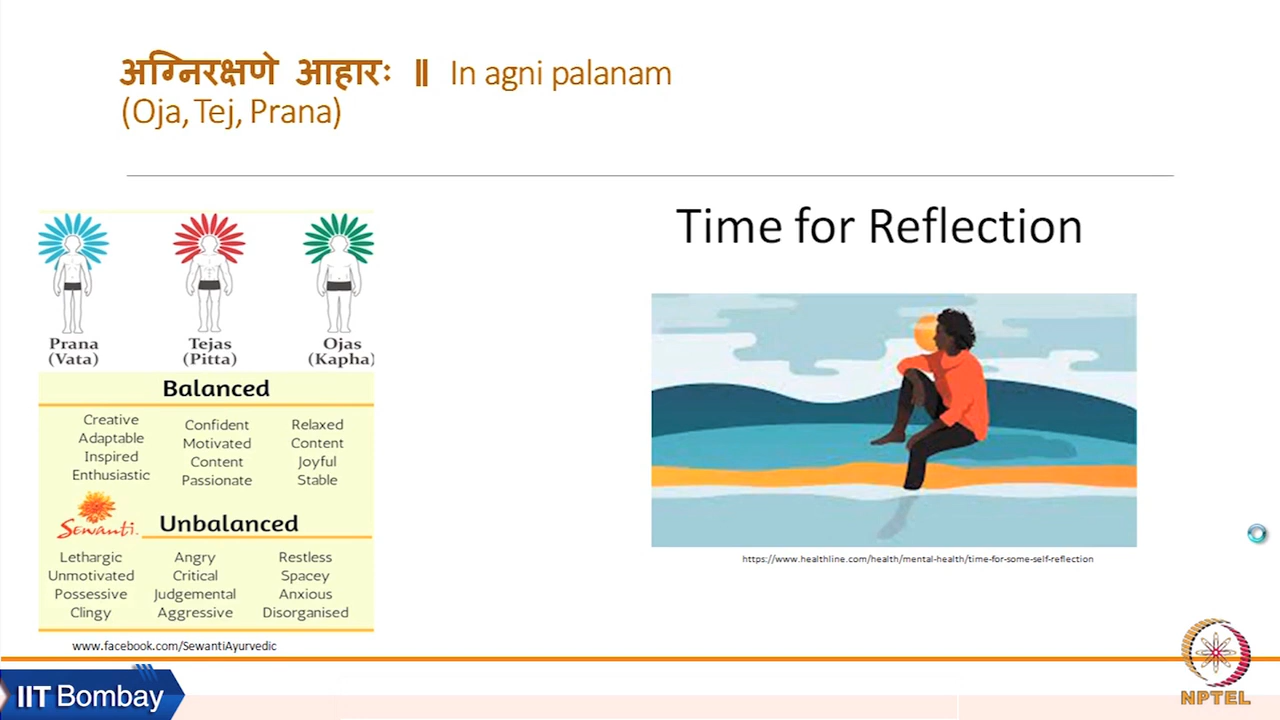 अग्निरक्षणे आहारः ॥ In agni palanam
(Oja, Tej, Prana)
Time for Reflection
Prana Tejas Ojas
(Vata) (Pitta) (Kapha)
Balanced
Creative Confident Relaxed
Adaptable Motivated Content
Inspired Content Joyful
Enthusiastic Passionate Stable
Sewanti. Unbalanced
Lethargic Angry Restless
Unmotivated Critical Spacey
Possessive Judgemental Anxious
Clingy Aggressive Disorganised
www.facebook.com/SewantiAyurvedic
https://www.healthline.com/health/mental-health/time-for-some-self-reflection
IIT Bombay
NPTEL